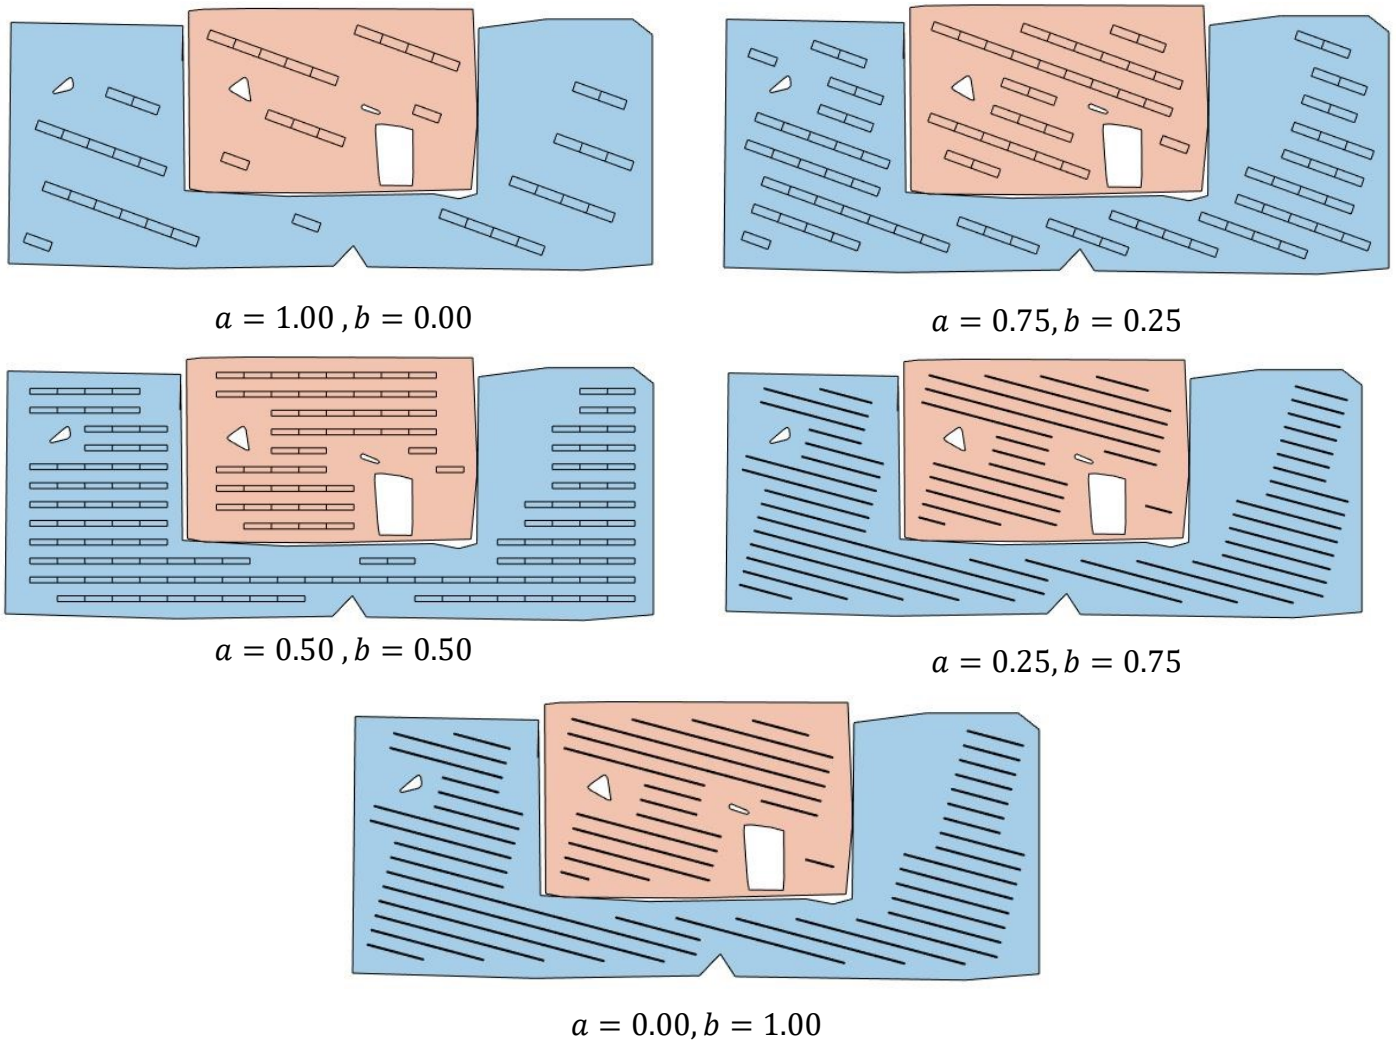 a = 1.00 , b = 0.00
a = 0.75, b = 0.25
a = 0.50 , b = 0.50
a = 0.25, b = 0.75
a = 0.00, b = 1.00